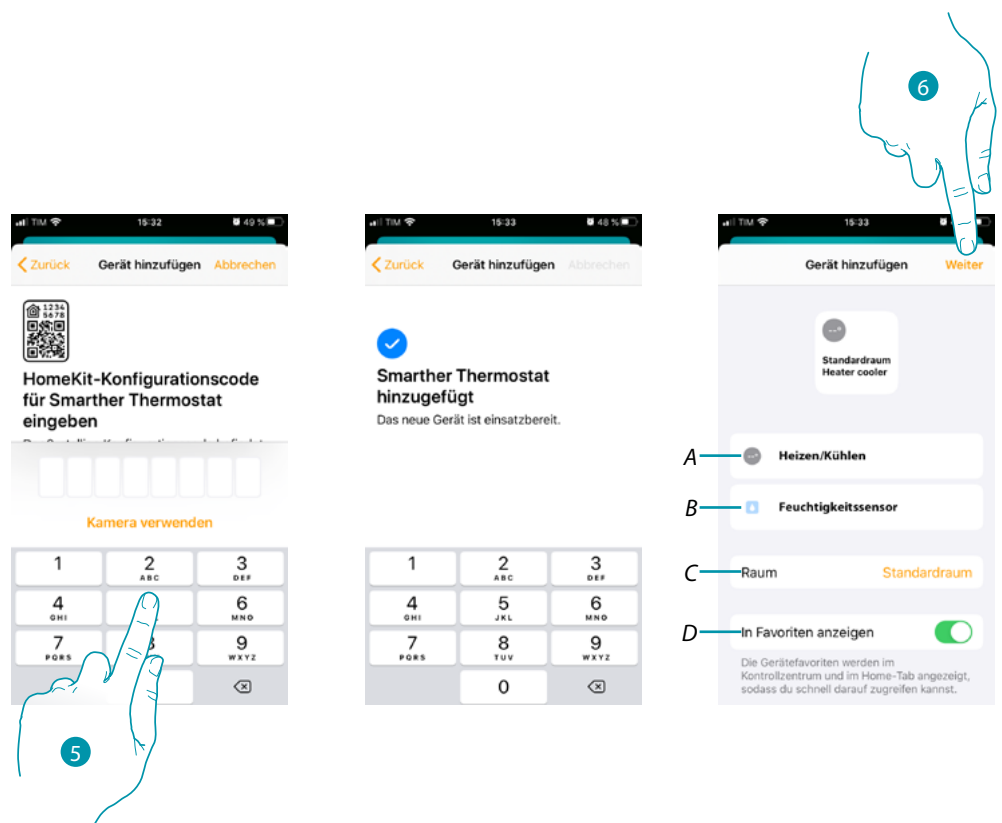 6
TIM 15:32 49 %
Zurück Gerät hinzufügen Abbrechen
1234
5678
HomeKit-Konfigurationscode
für Smarther Thermostat
eingeben
Kamera verwenden
1 2 3
ABC DEF
4 6
GHI MNO
7 8 9
PQRS WXYZ
5
TIM 15:33 48 %
Zurück Gerät hinzufügen Abbrechen
Smarther Thermostat
hinzugefügt
Das neue Gerät ist einsatzbereit.
1 2 3
ABC DEF
4 5 6
GHI JKL MNO
7 8 9
PQRS TUV WXYZ
0
TIM 15:33
Gerät hinzufügen Weiter
Standardraum
Heater cooler
A Heizen/Kühlen
B Feuchtigkeitssensor
C Raum Standardraum
D In Favoriten anzeigen
Die Gerätefavoriten werden im
Kontrollzentrum und im Home-Tab angezeigt,
sodass du schnell darauf zugreifen kannst.